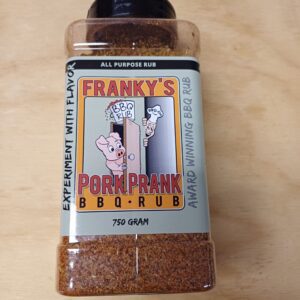 ALL PURPOSE RUB
EXPERIMENT WITH FLAVOR
FRANKY'S
BBQ
RUB
PORK PRANK
BBQ·RUB
AWARD WINNING BBQ RUB
750 GRAM